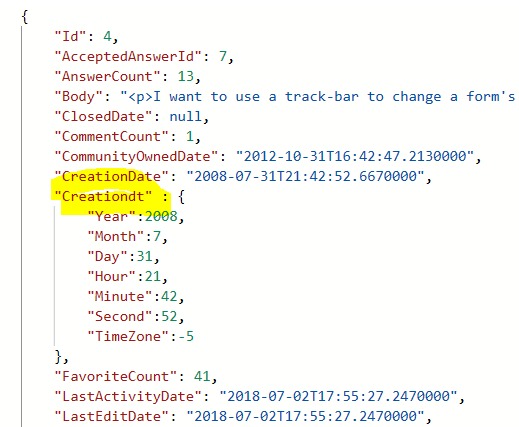 {
"Id": 4,
"AcceptedAnswerId": 7,
"AnswerCount": 13,
"Body": "<p>I want to use a track-bar to change a form's
"ClosedDate": null,
"CommentCount": 1,
"CommunityOwnedDate": "2012-10-31T16:42:47.2130000",
"CreationDate": "2008-07-31T21:42:52.6670000",
"Creationdt" : {
"Year":2008,
"Month":7,
"Day":31,
"Hour":21,
"Minute":42,
"Second":52,
"TimeZone":-5
},
"FavoriteCount": 41,
"LastActivityDate": "2018-07-02T17:55:27.2470000",
"LastEditDate": "2018-07-02T17:55:27.2470000",